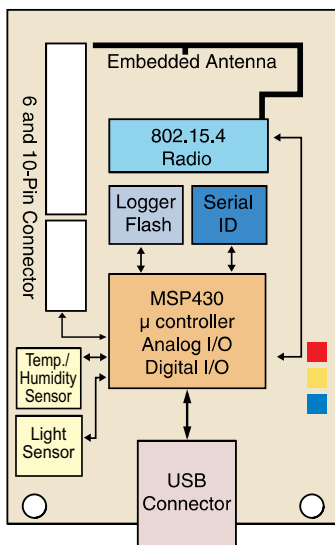 Embedded Antenna
6 and 10-Pin Connector
802.15.4
Radio
Logger
Flash
Serial
ID
MSP430
µ controller
Analog I/O
Digital I/O
Temp./
Humidity
Sensor
Light
Sensor
USB
Connector